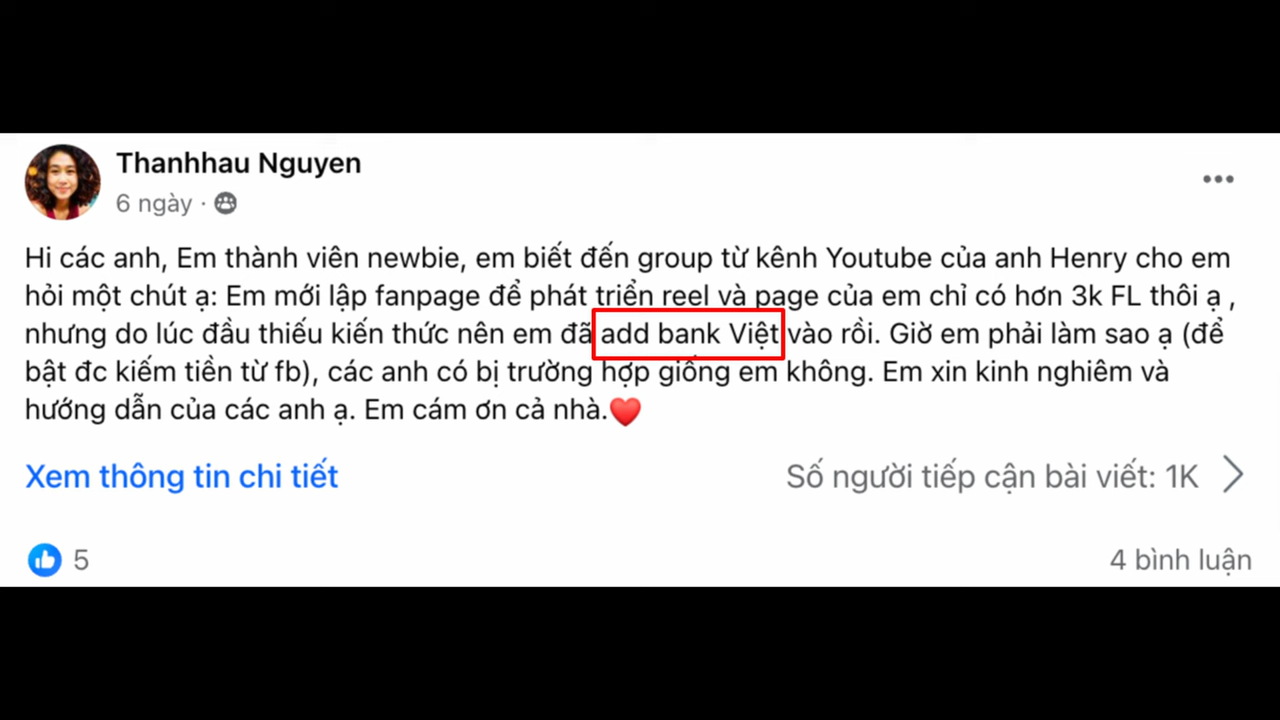 Thanhhau Nguyen
6 ngày ·
Hi các anh, Em thành viên newbie, em biết đến group từ kênh Youtube của anh Henry cho em
hỏi một chút ạ: Em mới lập fanpage để phát triển reel và page của em chỉ có hơn 3k FL thôi ạ ,
nhưng do lúc đầu thiếu kiến thức nên em đã add bank Việt vào rồi. Giờ em phải làm sao ạ (để
bật đc kiếm tiền từ fb), các anh có bị trường hợp giống em không. Em xin kinh nghiêm và
hướng dẫn của các anh ạ. Em cám ơn cả nhà.❤️
Xem thông tin chi tiết
Số người tiếp cận bài viết: 1K
5
4 bình luận